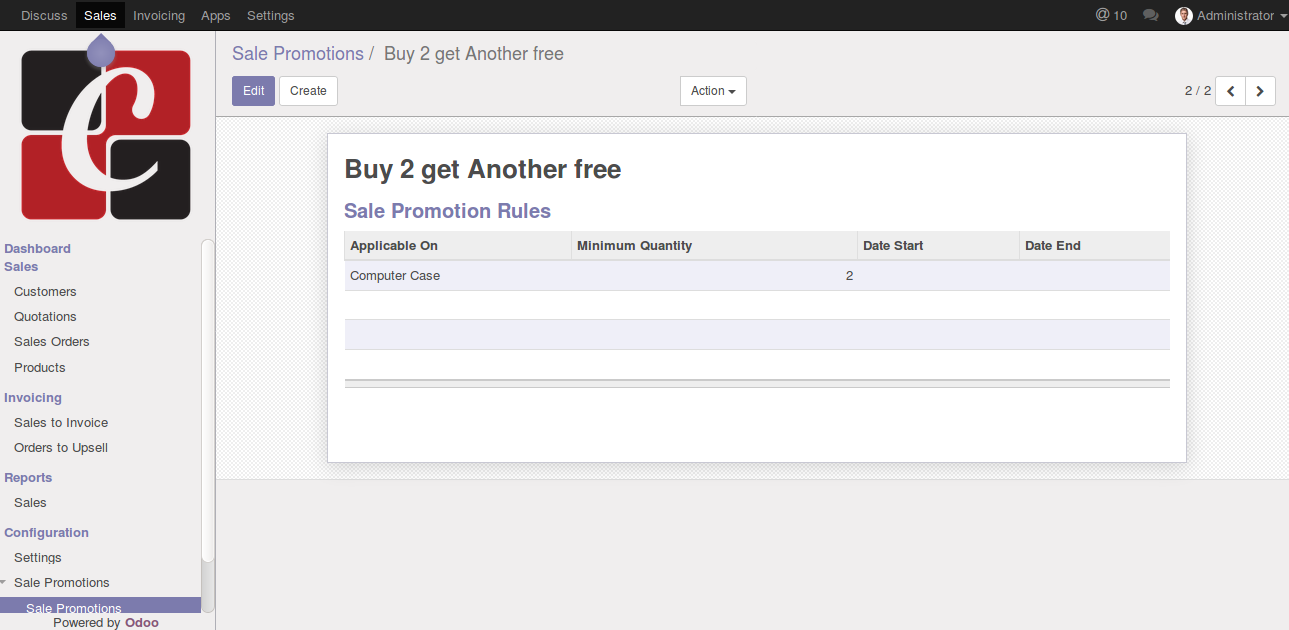 Discuss Sales Invoicing Apps Settings @ 10 Administrator
Sale Promotions / Buy 2 get Another free
Edit Create Action 2 / 2
C
Buy 2 get Another free
Sale Promotion Rules
Applicable On Minimum Quantity Date Start Date End
Computer Case 2
Dashboard
Sales
Customers
Quotations
Sales Orders
Products
Invoicing
Sales to Invoice
Orders to Upsell
Reports
Sales
Configuration
Settings
Sale Promotions
Sale Promotions
Powered by Odoo